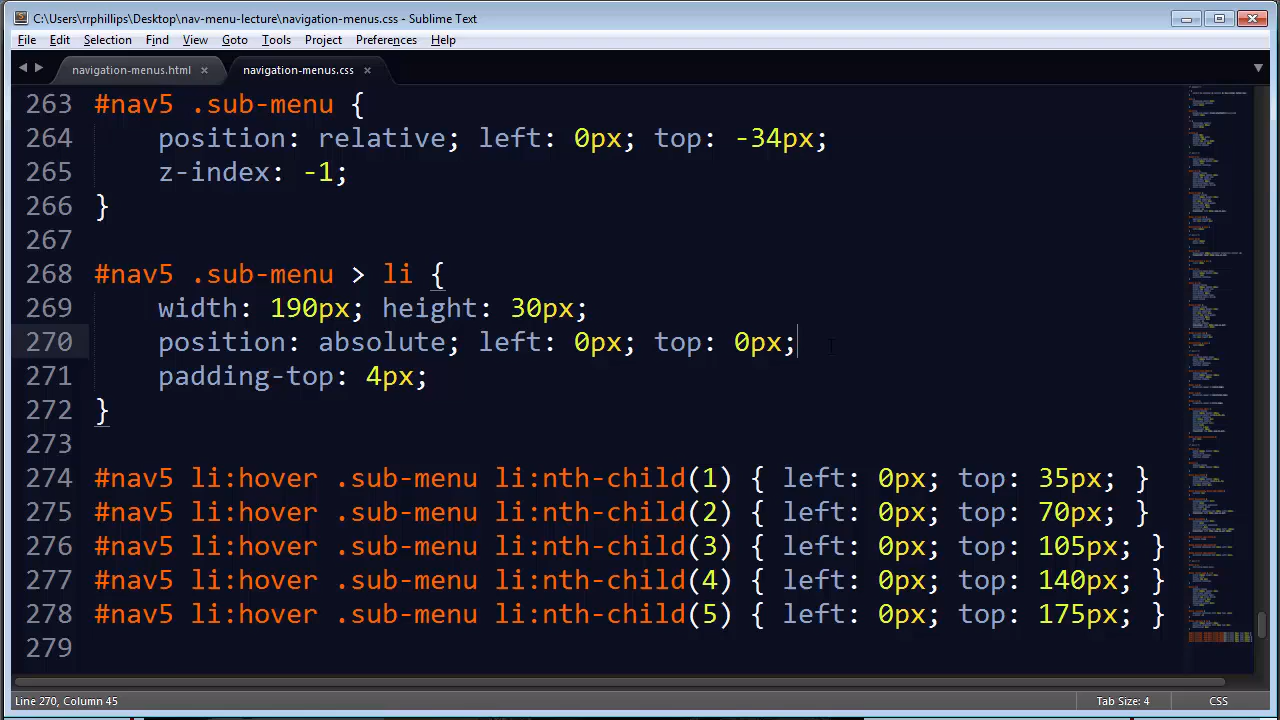 C:\Users\rrphillips\Desktop\nav-menu-lecture\navigation-menus.css - Sublime Text
File Edit Selection Find View Goto Tools Project Preferences Help
navigation-menus.html × navigation-menus.css ×
263 #nav5 .sub-menu {
264 position: relative; left: 0px; top: -34px;
265 z-index: -1;
266 }
267
268 #nav5 .sub-menu > li {
269 width: 190px; height: 30px;
270 position: absolute; left: 0px; top: 0px;
271 padding-top: 4px;
272 }
273
274 #nav5 li:hover .sub-menu li:nth-child(1) { left: 0px; top: 35px; }
275 #nav5 li:hover .sub-menu li:nth-child(2) { left: 0px; top: 70px; }
276 #nav5 li:hover .sub-menu li:nth-child(3) { left: 0px; top: 105px; }
277 #nav5 li:hover .sub-menu li:nth-child(4) { left: 0px; top: 140px; }
278 #nav5 li:hover .sub-menu li:nth-child(5) { left: 0px; top: 175px; }
279
Line 270, Column 45 Tab Size: 4 CSS